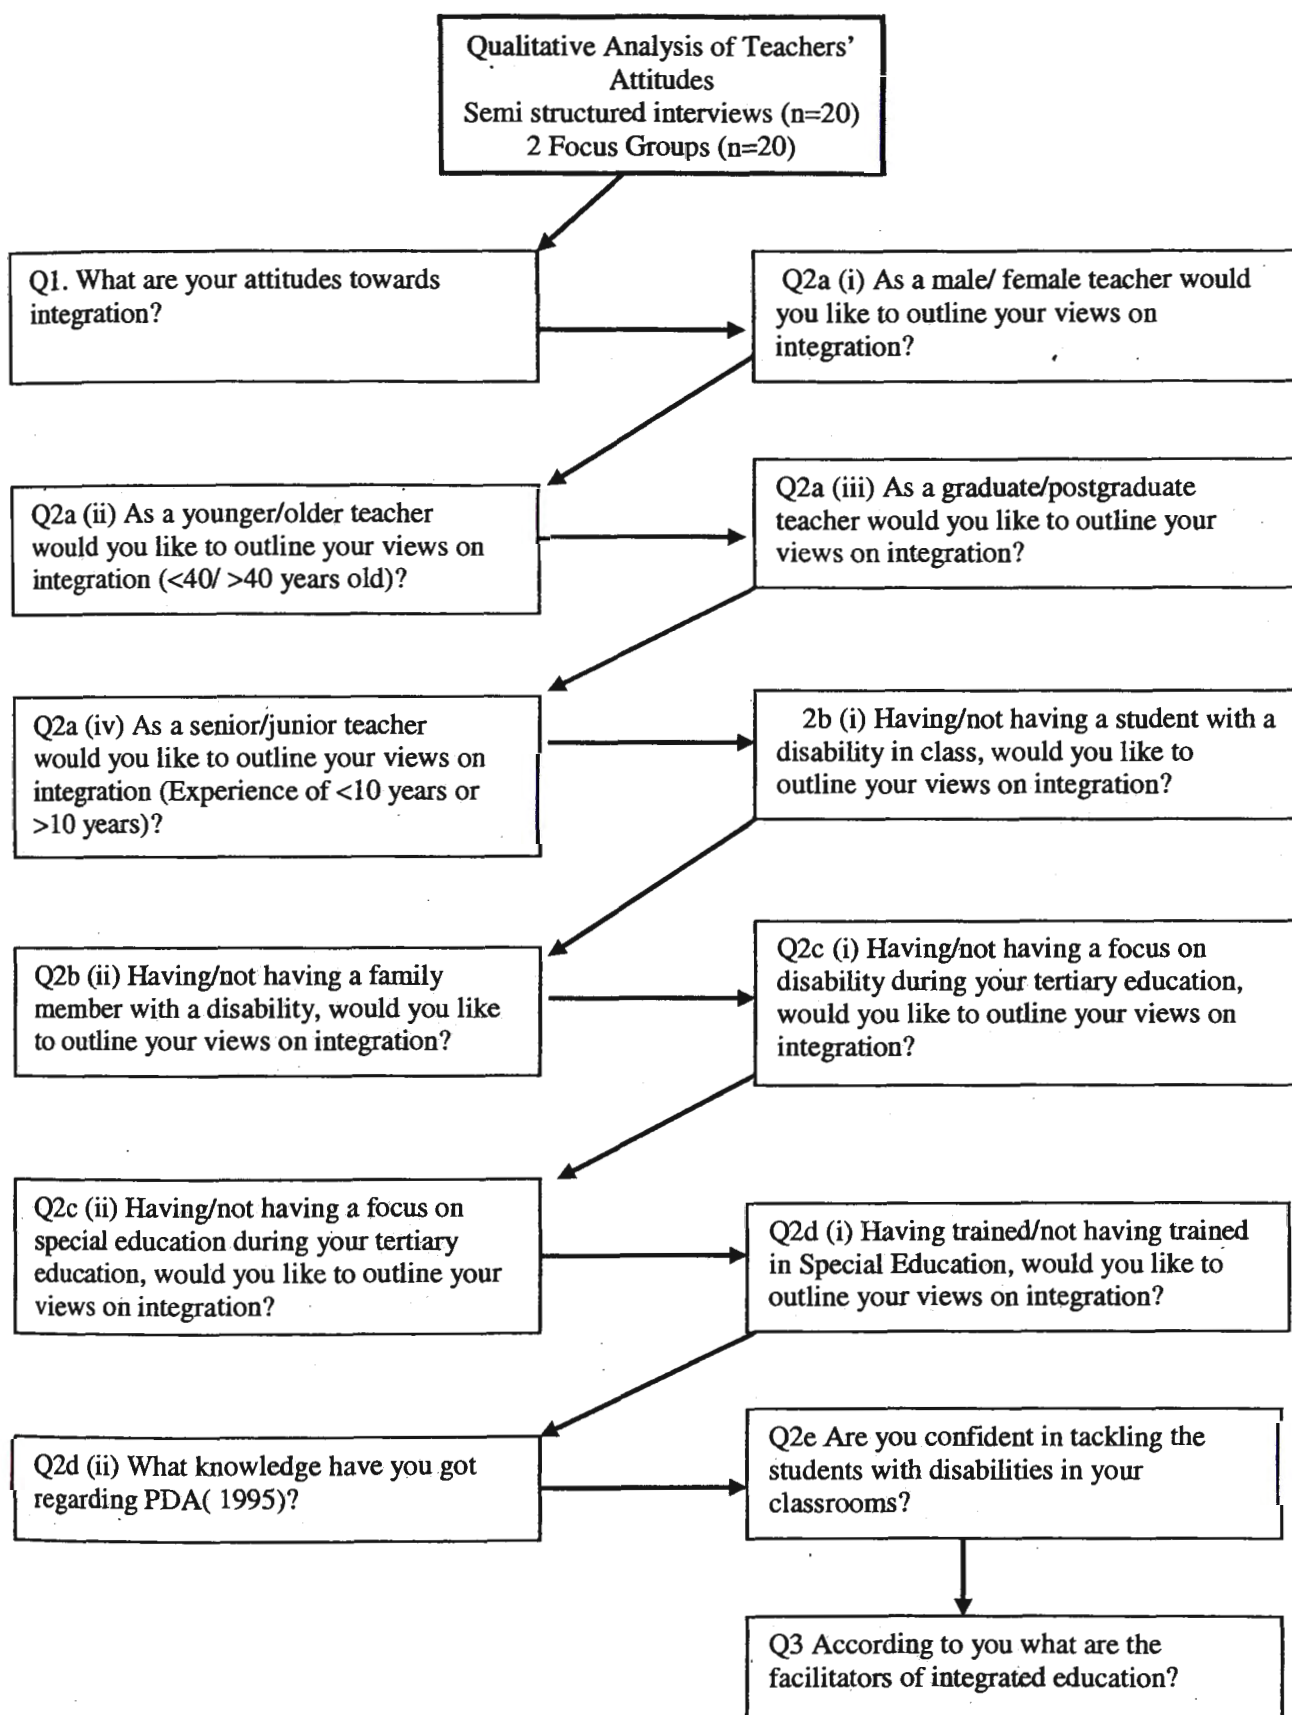 Qualitative Analysis of Teachers'
Attitudes
Semi structured interviews (n=20)
2 Focus Groups (n=20)
Q1. What are your attitudes towards
integration?
Q2a (i) As a male/ female teacher would
you like to outline your views on
integration?
Q2a (ii) As a younger/older teacher
would you like to outline your views on
integration (<40/ >40 years old)?
Q2a (iii) As a graduate/postgraduate
teacher would you like to outline your
views on integration?
Q2a (iv) As a senior/junior teacher
would you like to outline your views on
integration (Experience of <10 years or
>10 years)?
2b (i) Having/not having a student with a
disability in class, would you like to
outline your views on integration?
Q2b (ii) Having/not having a family
member with a disability, would you like
to outline your views on integration?
Q2c (i) Having/not having a focus on
disability during your tertiary education,
would you like to outline your views on
integration?
Q2c (ii) Having/not having a focus on
special education during your tertiary
education, would you like to outline your
views on integration?
Q2d (i) Having trained/not having trained
in Special Education, would you like to
outline your views on integration?
Q2d (ii) What knowledge have you got
regarding PDA( 1995)?
Q2e Are you confident in tackling the
students with disabilities in your
classrooms?
Q3 According to you what are the
facilitators of integrated education?